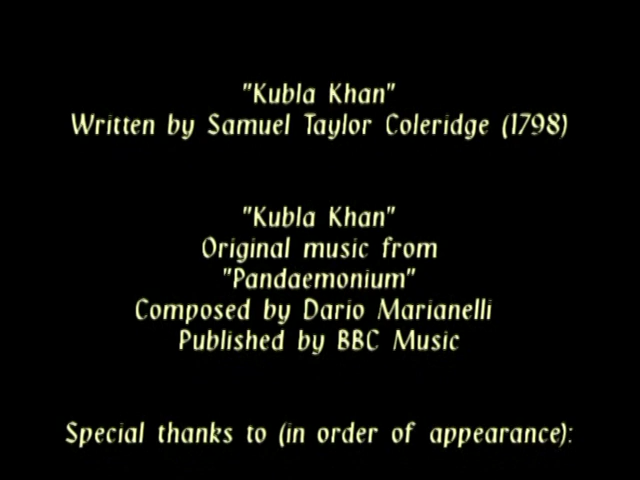 "Kubla Khan"
Written by Samuel Taylor Coleridge (1798)
"Kubla Khan"
Original music from
"Pandaemonium"
Composed by Dario Marianelli
Published by BBC Music
Special thanks to (in order of appearance):